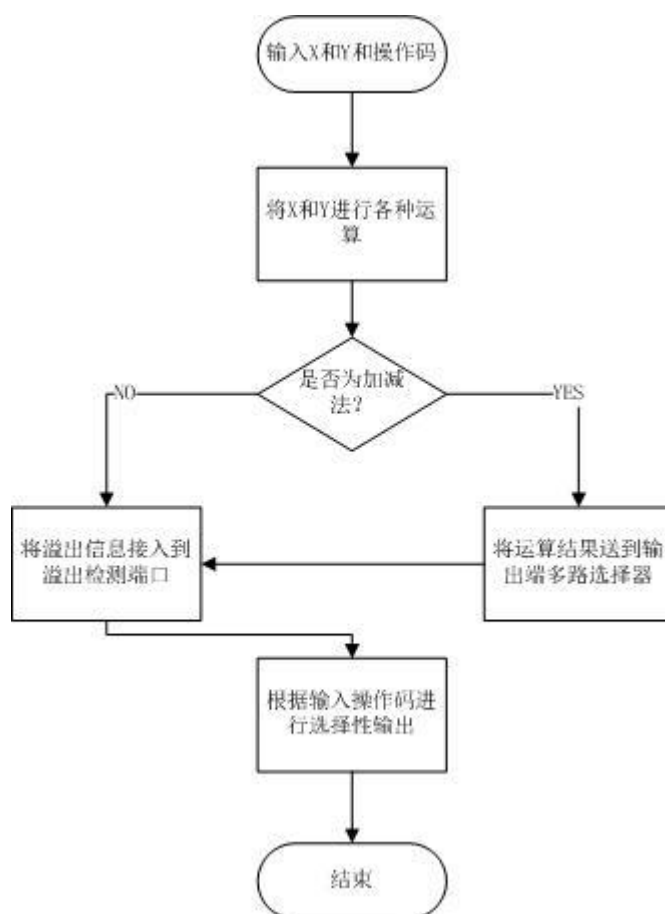 输入X和Y和操作码
将X和Y进行各种运
算
是否为加减
法?
NO
YES
将溢出信息接入到
溢出检测端口
将运算结果送到输
出端多路选择器
根据输入操作码进
行选择性输出
结束